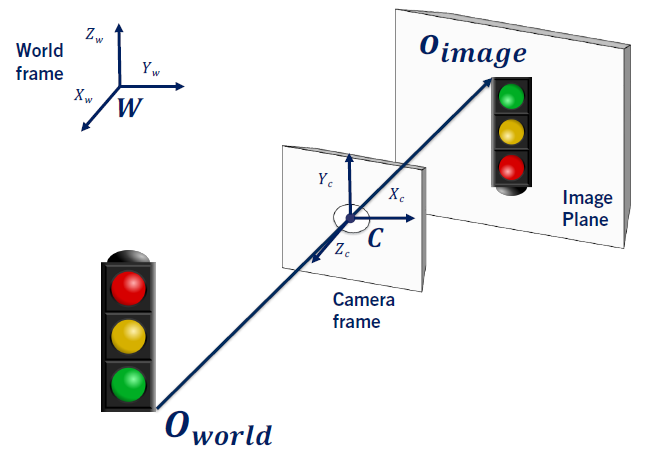 World
frame
Z_w
Y_w
X_w
W
O_image
Image
Plane
Y_c
X_c
Z_c
C
Camera
frame
O_world